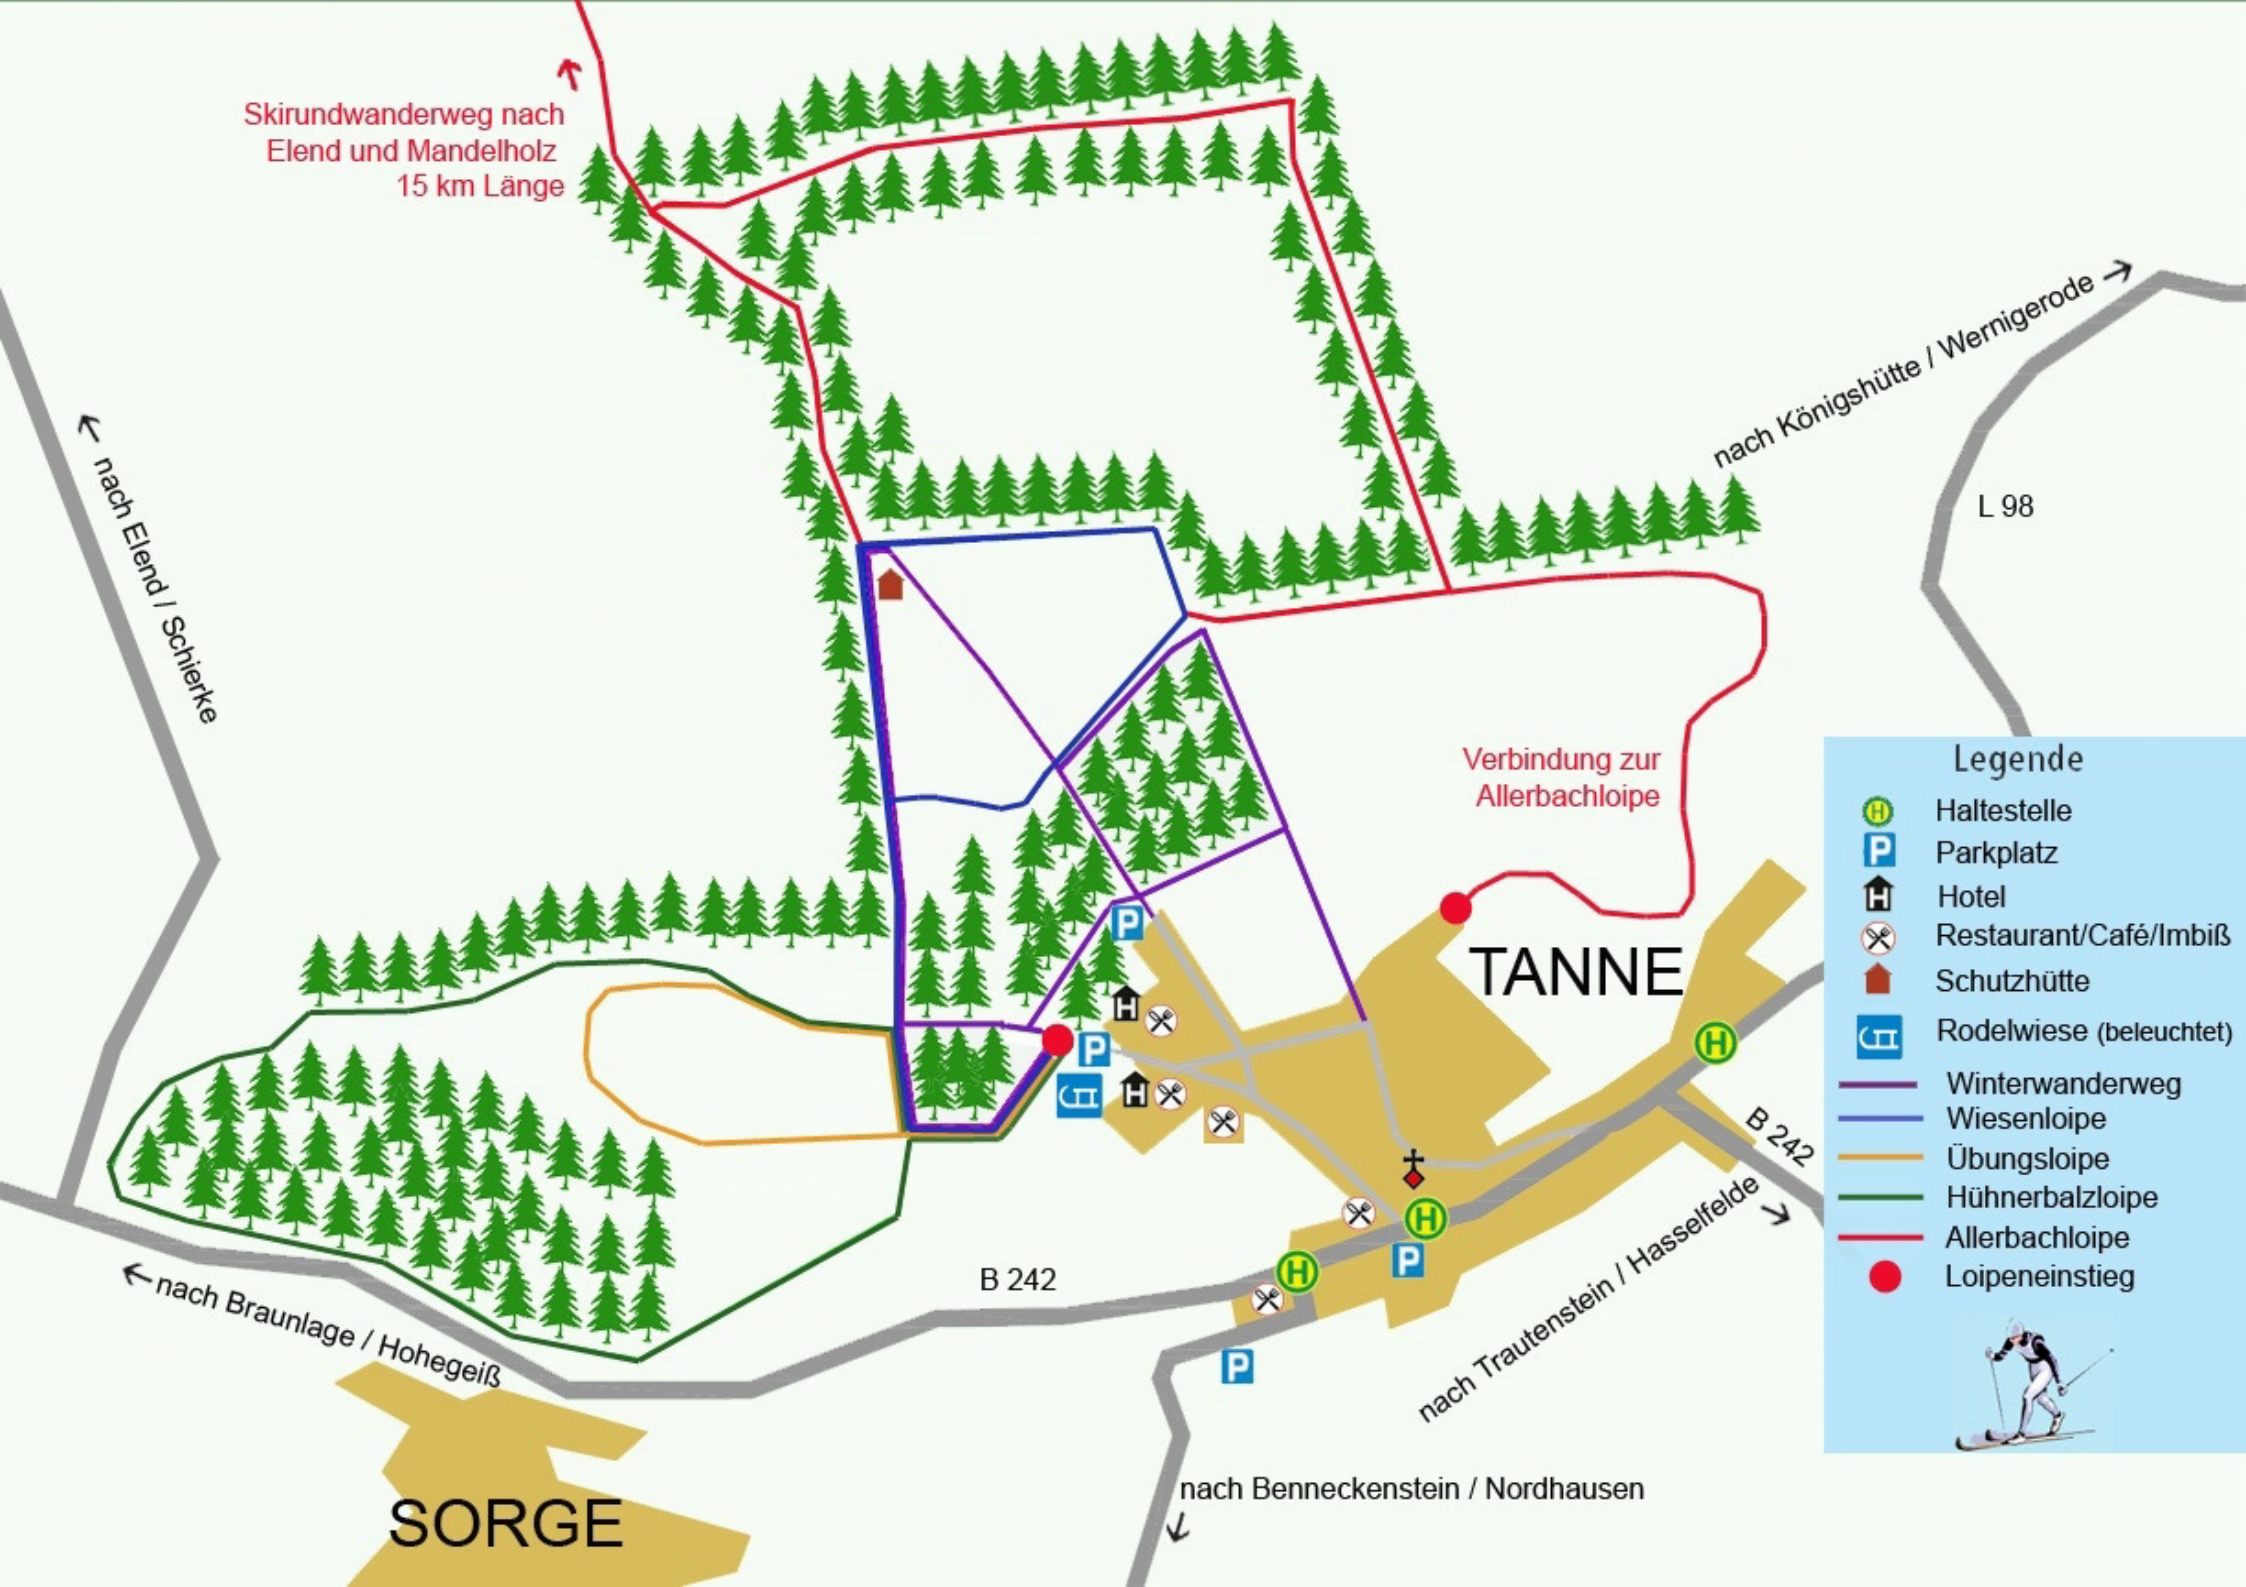 Skirundwanderweg nach
Elend und Mandelholz
15 km Länge
nach Königshütte / Wernigerode
L 98
nach Elend / Schierke
Verbindung zur
Allerbachloipe
TANNE
B 242
B 242
nach Braunlage / Hohegeiß
nach Trautenstein / Hasselfelde
nach Benneckenstein / Nordhausen
SORGE
P
H
P
H
H
H
P
H
P
Legende
H Haltestelle
P Parkplatz
H Hotel
Restaurant/Café/Imbiß
Schutzhütte
Rodelwiese (beleuchtet)
Winterwanderweg
Wiesenloipe
Übungsloipe
Hühnerbalzloipe
Allerbachloipe
Loipeneinstieg